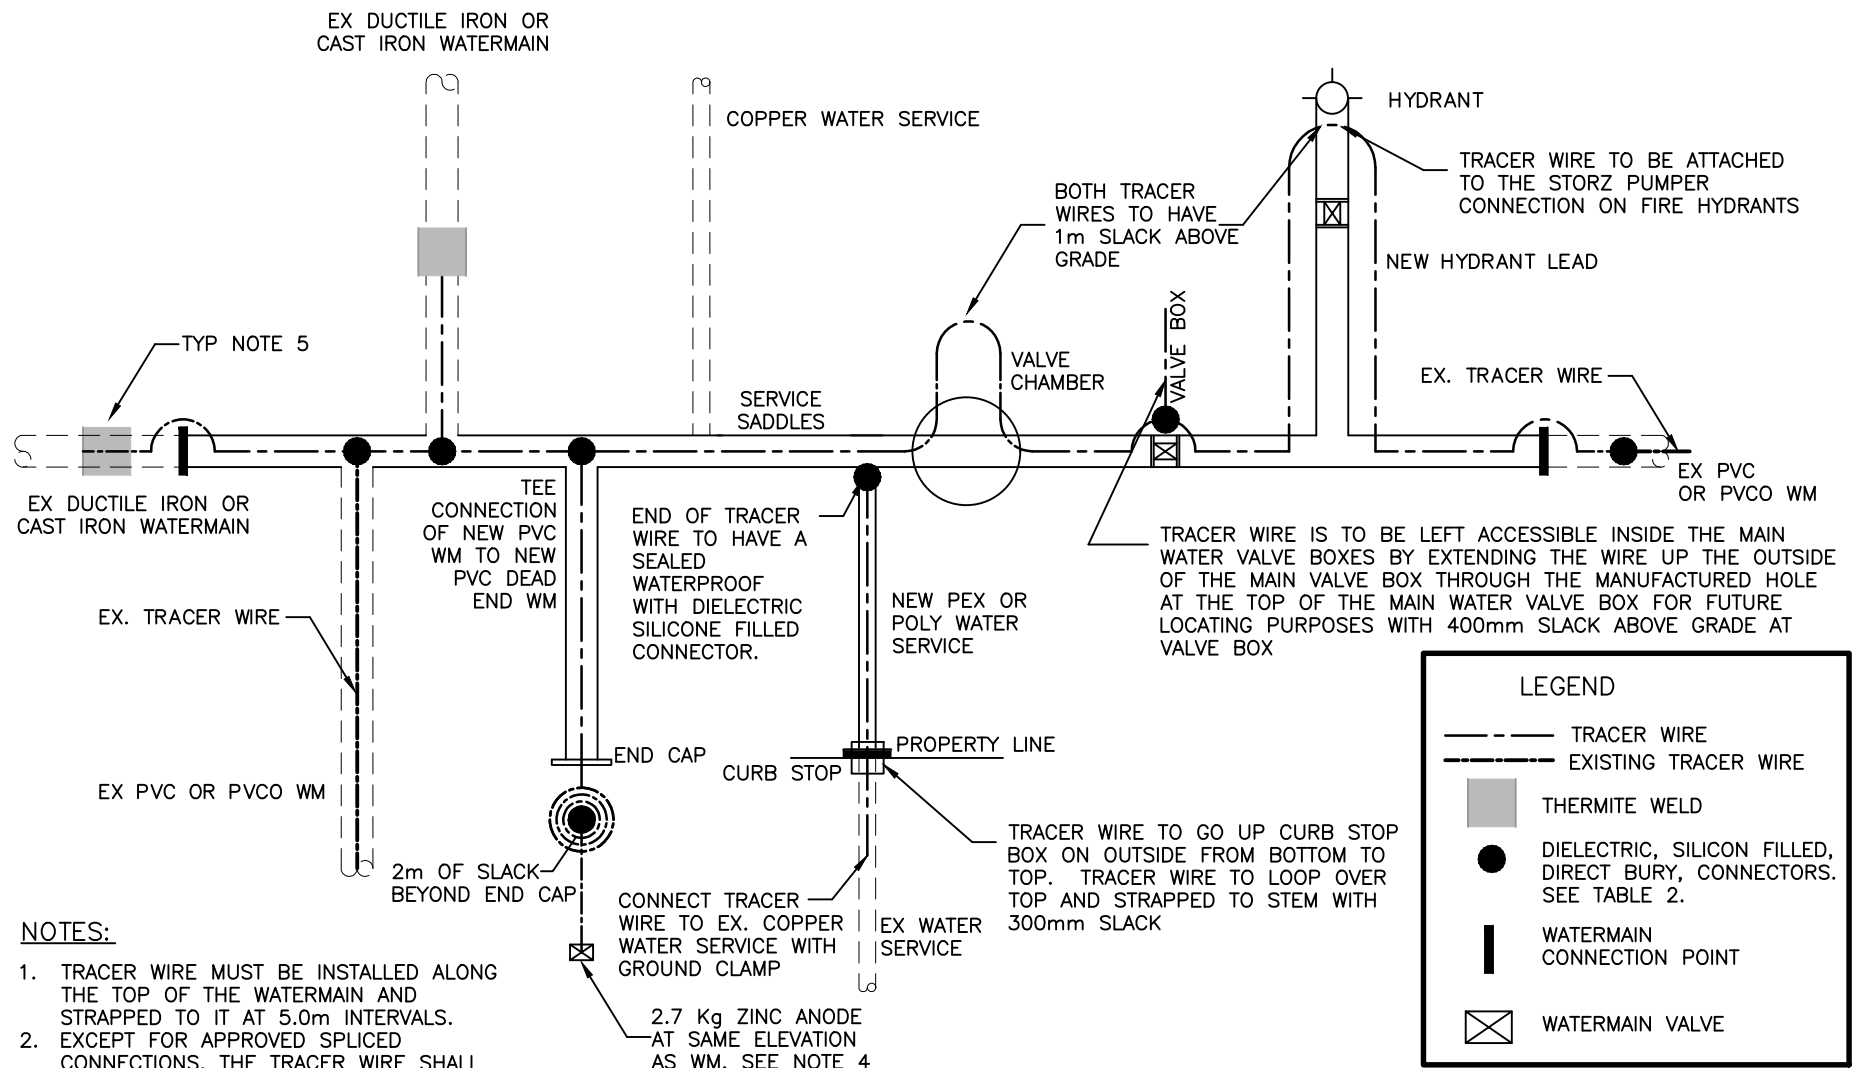 EX DUCTILE IRON OR
CAST IRON WATERMAIN
COPPER WATER SERVICE
HYDRANT
TRACER WIRE TO BE ATTACHED
TO THE STORZ PUMPER
CONNECTION ON FIRE HYDRANTS
BOTH TRACER
WIRES TO HAVE
1m SLACK ABOVE
GRADE
NEW HYDRANT LEAD
TYP NOTE 5
VALVE BOX
VALVE
CHAMBER
EX. TRACER WIRE
SERVICE
SADDLES
EX PVC
OR PVCO WM
EX DUCTILE IRON OR
CAST IRON WATERMAIN
TEE
CONNECTION
OF NEW PVC
WM TO NEW
PVC DEAD
END WM
END OF TRACER
WIRE TO HAVE A
SEALED
WATERPROOF
WITH DIELECTRIC
SILICONE FILLED
CONNECTOR.
TRACER WIRE IS TO BE LEFT ACCESSIBLE INSIDE THE MAIN
WATER VALVE BOXES BY EXTENDING THE WIRE UP THE OUTSIDE
OF THE MAIN VALVE BOX THROUGH THE MANUFACTURED HOLE
AT THE TOP OF THE MAIN WATER VALVE BOX FOR FUTURE
LOCATING PURPOSES WITH 400mm SLACK ABOVE GRADE AT
VALVE BOX
EX. TRACER WIRE
NEW PEX OR
POLY WATER
SERVICE
END CAP
PROPERTY LINE
CURB STOP
EX PVC OR PVCO WM
2m OF SLACK
BEYOND END CAP
CONNECT TRACER
WIRE TO EX. COPPER
WATER SERVICE WITH
GROUND CLAMP
EX WATER
SERVICE
TRACER WIRE TO GO UP CURB STOP
BOX ON OUTSIDE FROM BOTTOM TO
TOP. TRACER WIRE TO LOOP OVER
TOP AND STRAPPED TO STEM WITH
300mm SLACK
2.7 Kg ZINC ANODE
AT SAME ELEVATION
AS WM. SEE NOTE 4
LEGEND
TRACER WIRE
EXISTING TRACER WIRE
THERMITE WELD
DIELECTRIC, SILICON FILLED,
DIRECT BURY, CONNECTORS.
SEE TABLE 2.
WATERMAIN
CONNECTION POINT
WATERMAIN VALVE
NOTES:
1. TRACER WIRE MUST BE INSTALLED ALONG
THE TOP OF THE WATERMAIN AND
STRAPPED TO IT AT 5.0m INTERVALS.
2. EXCEPT FOR APPROVED SPLICED
CONNECTIONS, THE TRACER WIRE SHALL